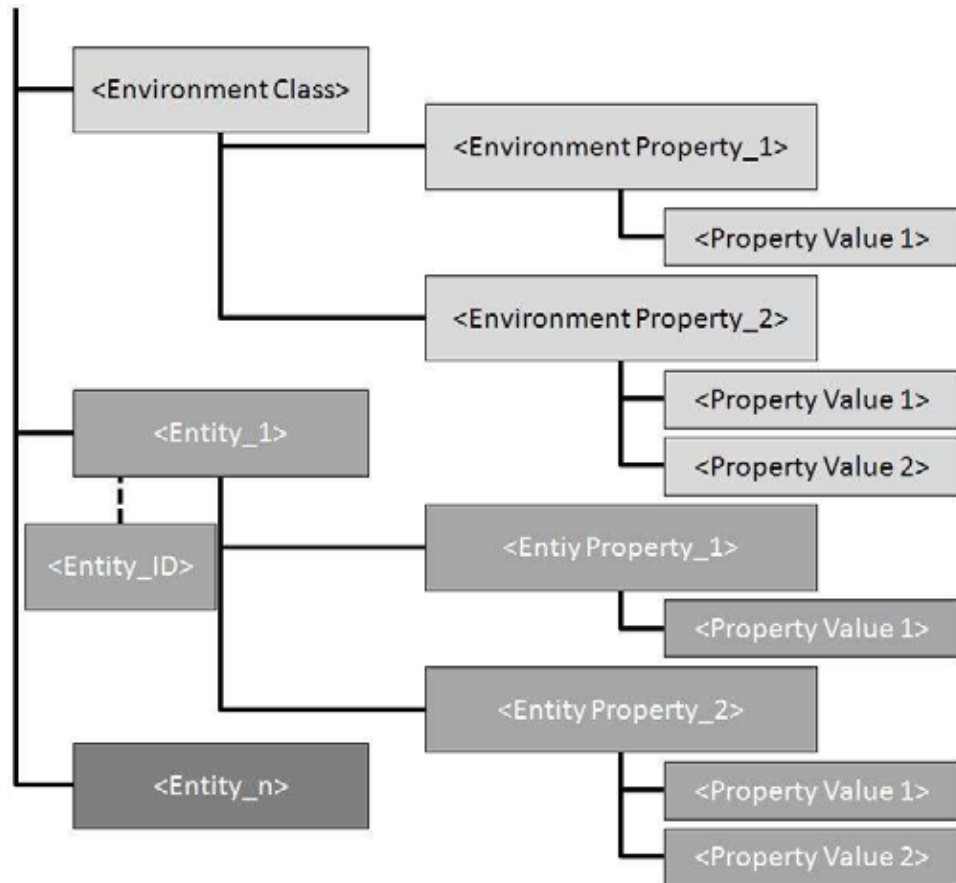 <Environment Class>
<Environment Property_1>
<Property Value 1>
<Environment Property_2>
<Property Value 1>
<Property Value 2>
<Entity_1>
<Entity_ID>
<Entiy Property_1>
<Property Value 1>
<Entity Property_2>
<Property Value 1>
<Property Value 2>
<Entity_n>